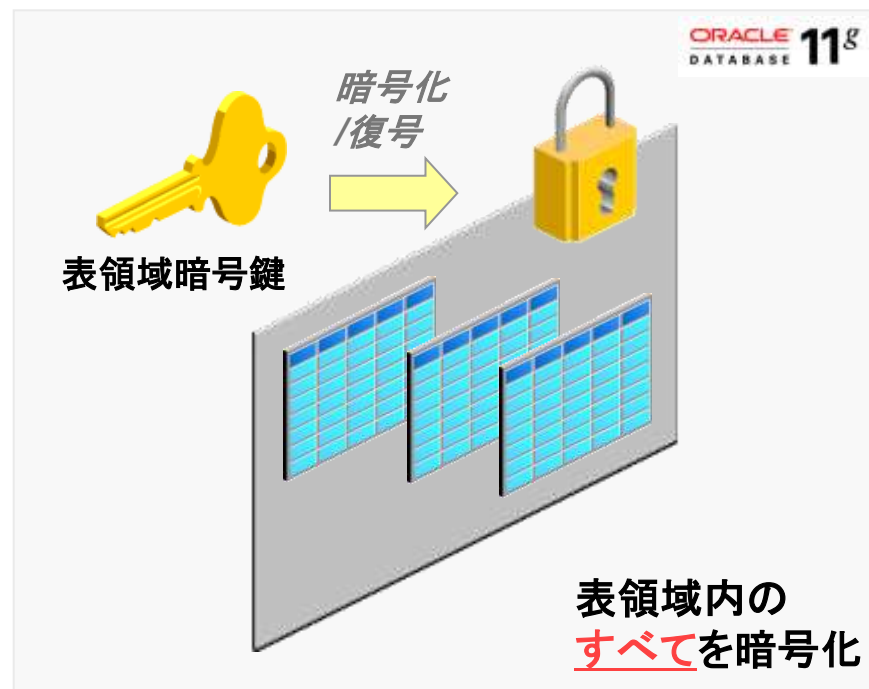 ORACLE 11g
DATABASE
暗号化
/復号
表領域暗号鍵
表領域内の
すべてを暗号化